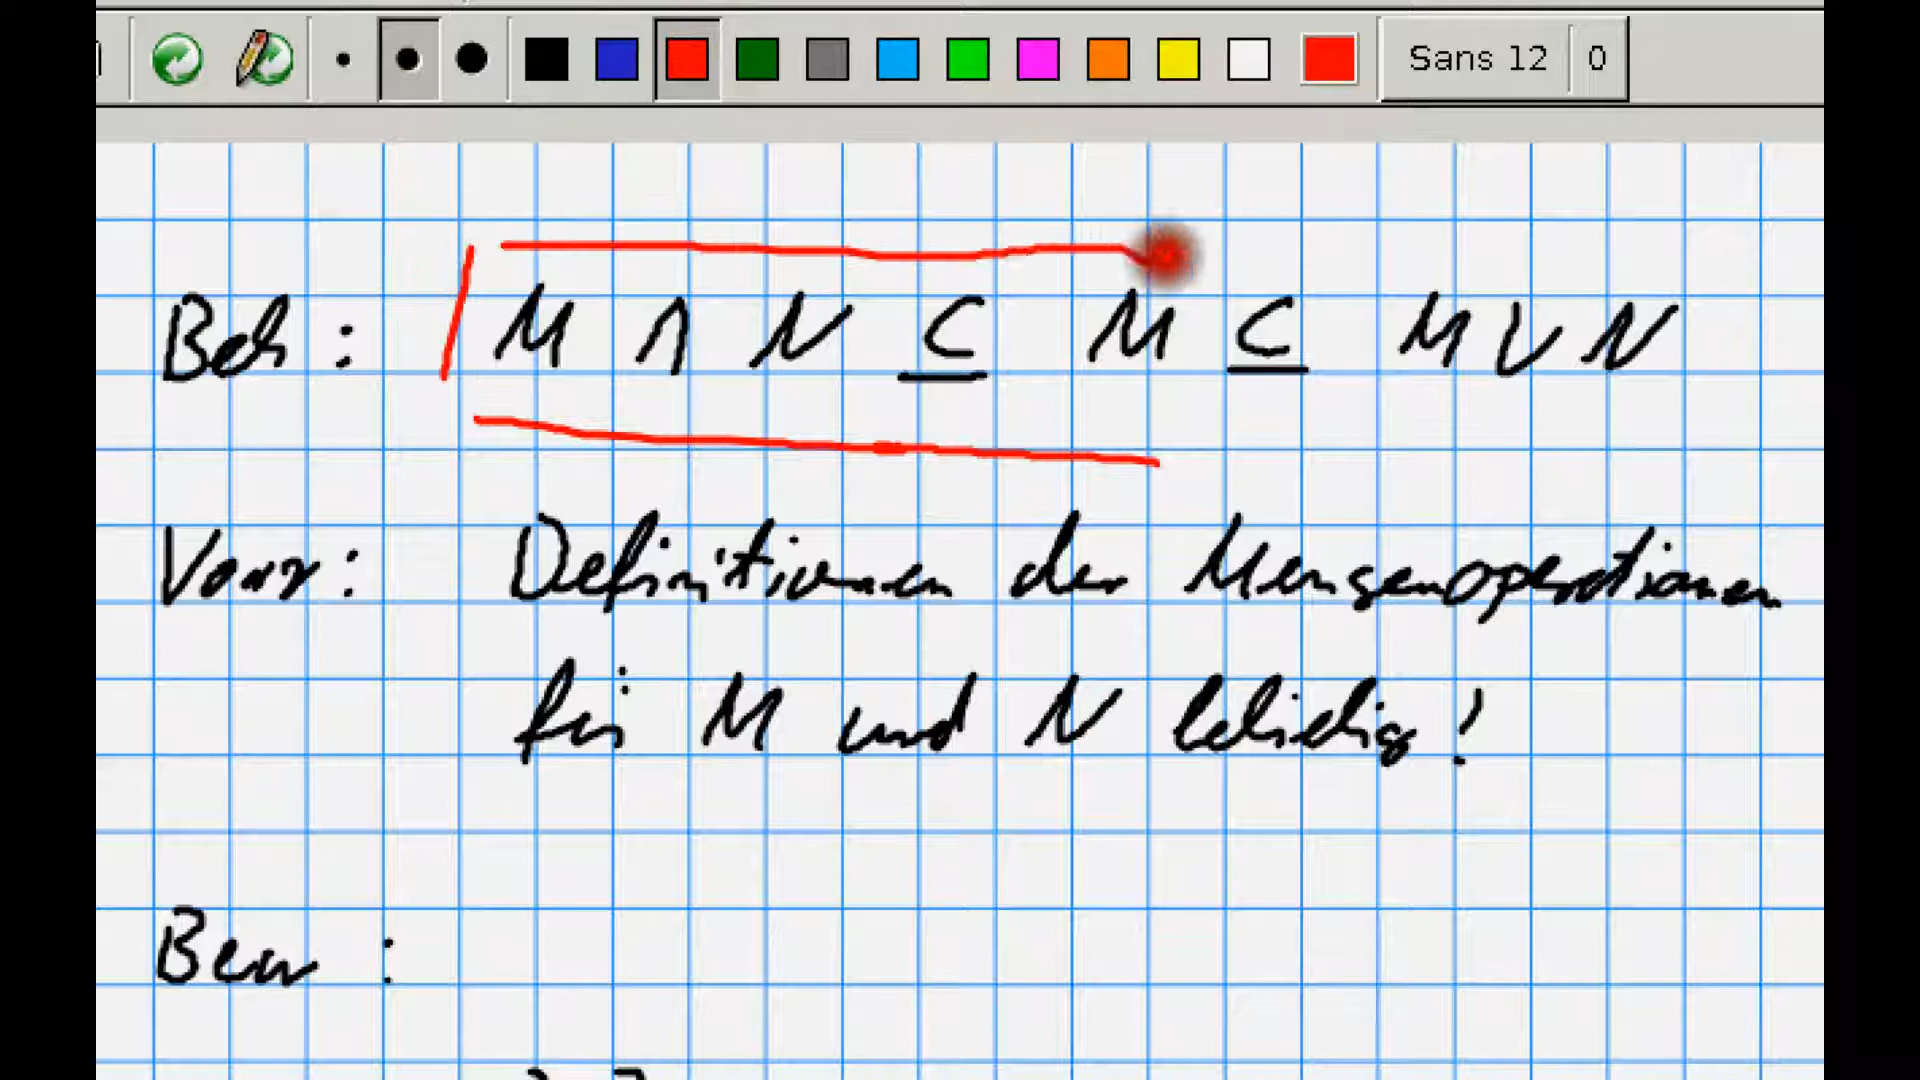 Sans 12 0
Beh: M ∩ N ⊆ M ⊆ M ∪ N
Vorr: Definitionen der Mengenoperationen
für M und N beliebig!
Bew: